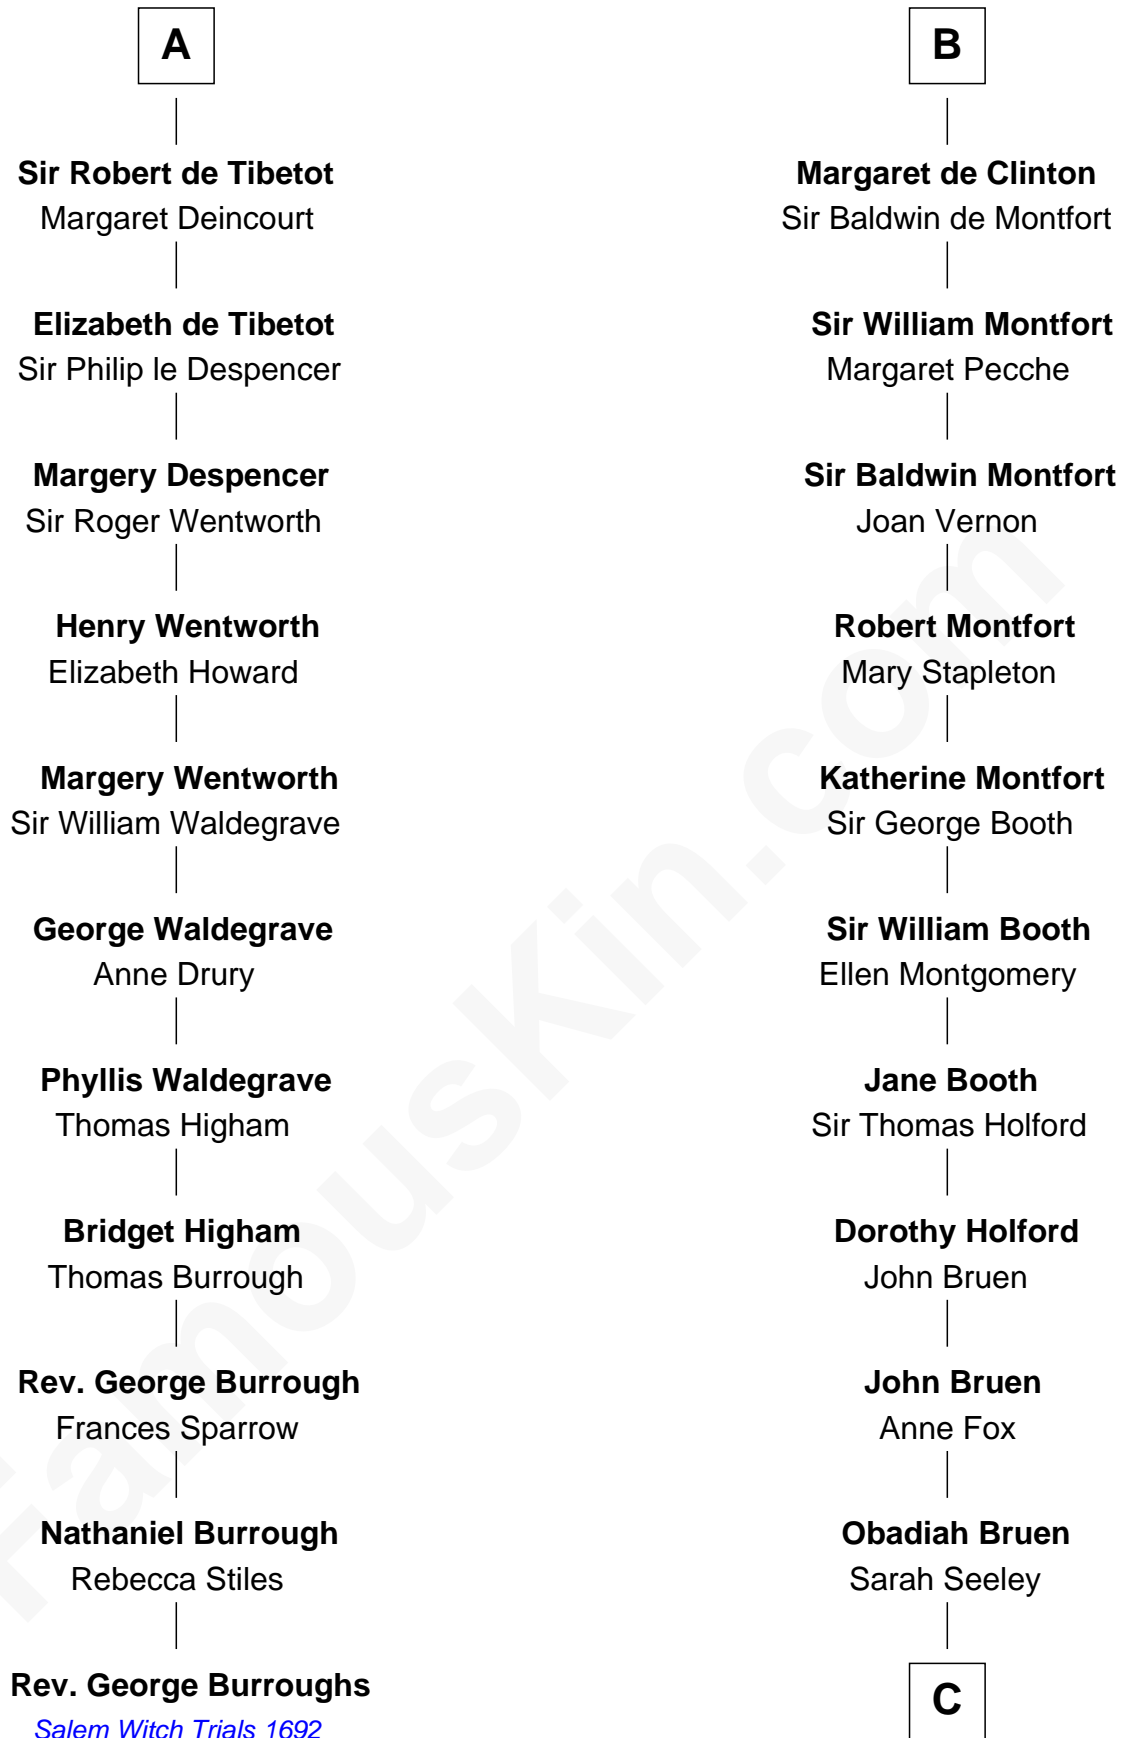 A
Sir Robert de Tibetot
Margaret Deincourt
Elizabeth de Tibetot
Sir Philip le Despencer
Margery Despencer
Sir Roger Wentworth
Henry Wentworth
Elizabeth Howard
Margery Wentworth
Sir William Waldegrave
George Waldegrave
Anne Drury
Phyllis Waldegrave
Thomas Higham
Bridget Higham
Thomas Burrough
Rev. George Burrough
Frances Sparrow
Nathaniel Burrough
Rebecca Stiles
Rev. George Burroughs
Salem Witch Trials 1692
B
Margaret de Clinton
Sir Baldwin de Montfort
Sir William Montfort
Margaret Pecche
Sir Baldwin Montfort
Joan Vernon
Robert Montfort
Mary Stapleton
Katherine Montfort
Sir George Booth
Sir William Booth
Ellen Montgomery
Jane Booth
Sir Thomas Holford
Dorothy Holford
John Bruen
John Bruen
Anne Fox
Obadiah Bruen
Sarah Seeley
C
FamousKin.com